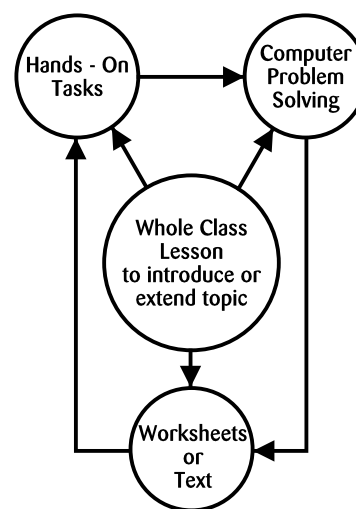 Hands - On
Tasks
Computer
Problem
Solving
Whole Class
Lesson
to introduce or
extend topic
Worksheets
or
Text